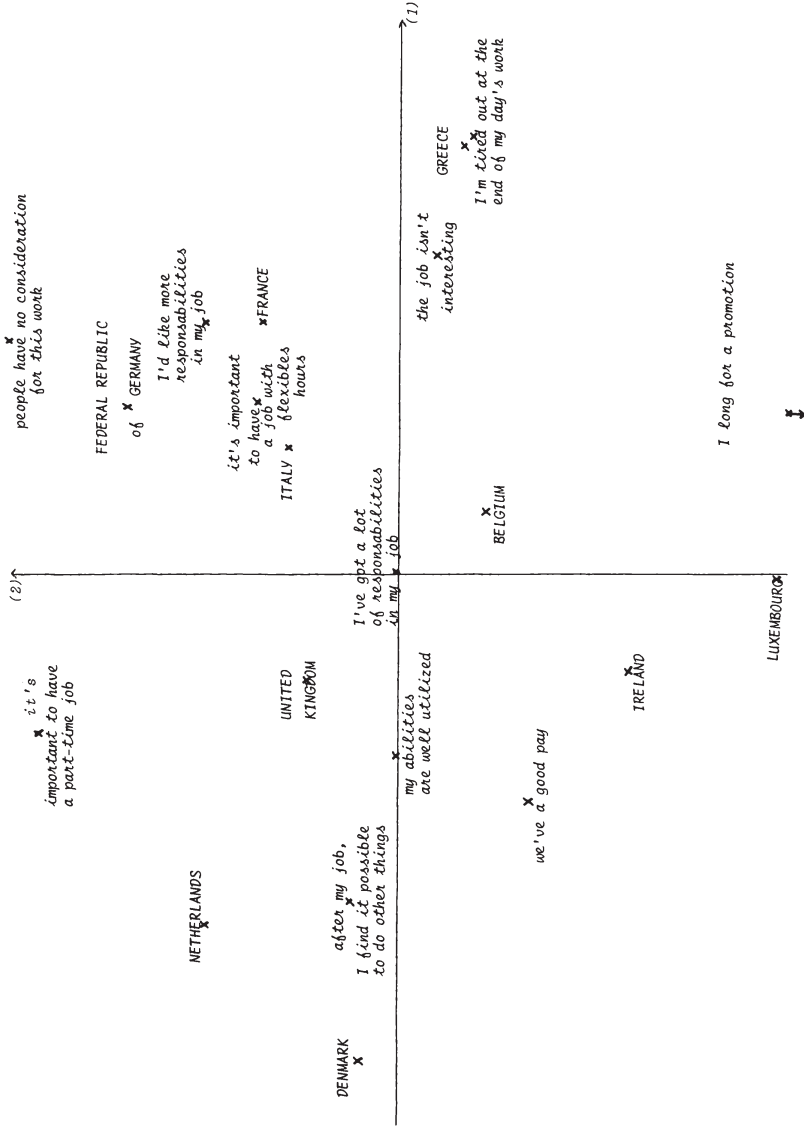 (2)
(1)
people have no consideration
for this work
it's
important to have
a part-time job
FEDERAL REPUBLIC
of GERMANY
I'd like more
responsabilities
in my job
NETHERLANDS
it's important
to have
a job with
flexibles
hours
FRANCE
ITALY
UNITED
KINGDOM
I've got a lot
of responsabilities
in my job
after my job,
I find it possible
to do other things
DENMARK
my abilities
are well utilized
the job isn't
interesting
GREECE
I'm tired out at the
end of my day's work
BELGIUM
we've a good pay
IRELAND
I long for a promotion
LUXEMBOURG